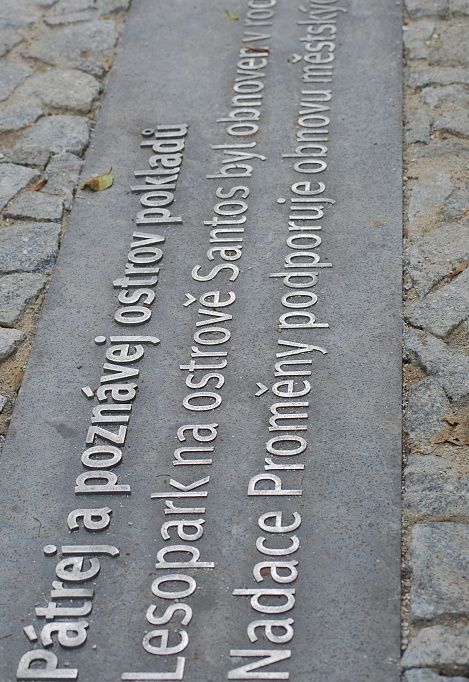 Pátrej a poznávej ostrov pokladů
Lesopark na ostrově Santos byl obnoven v
Nadace Proměny podporuje obnovu